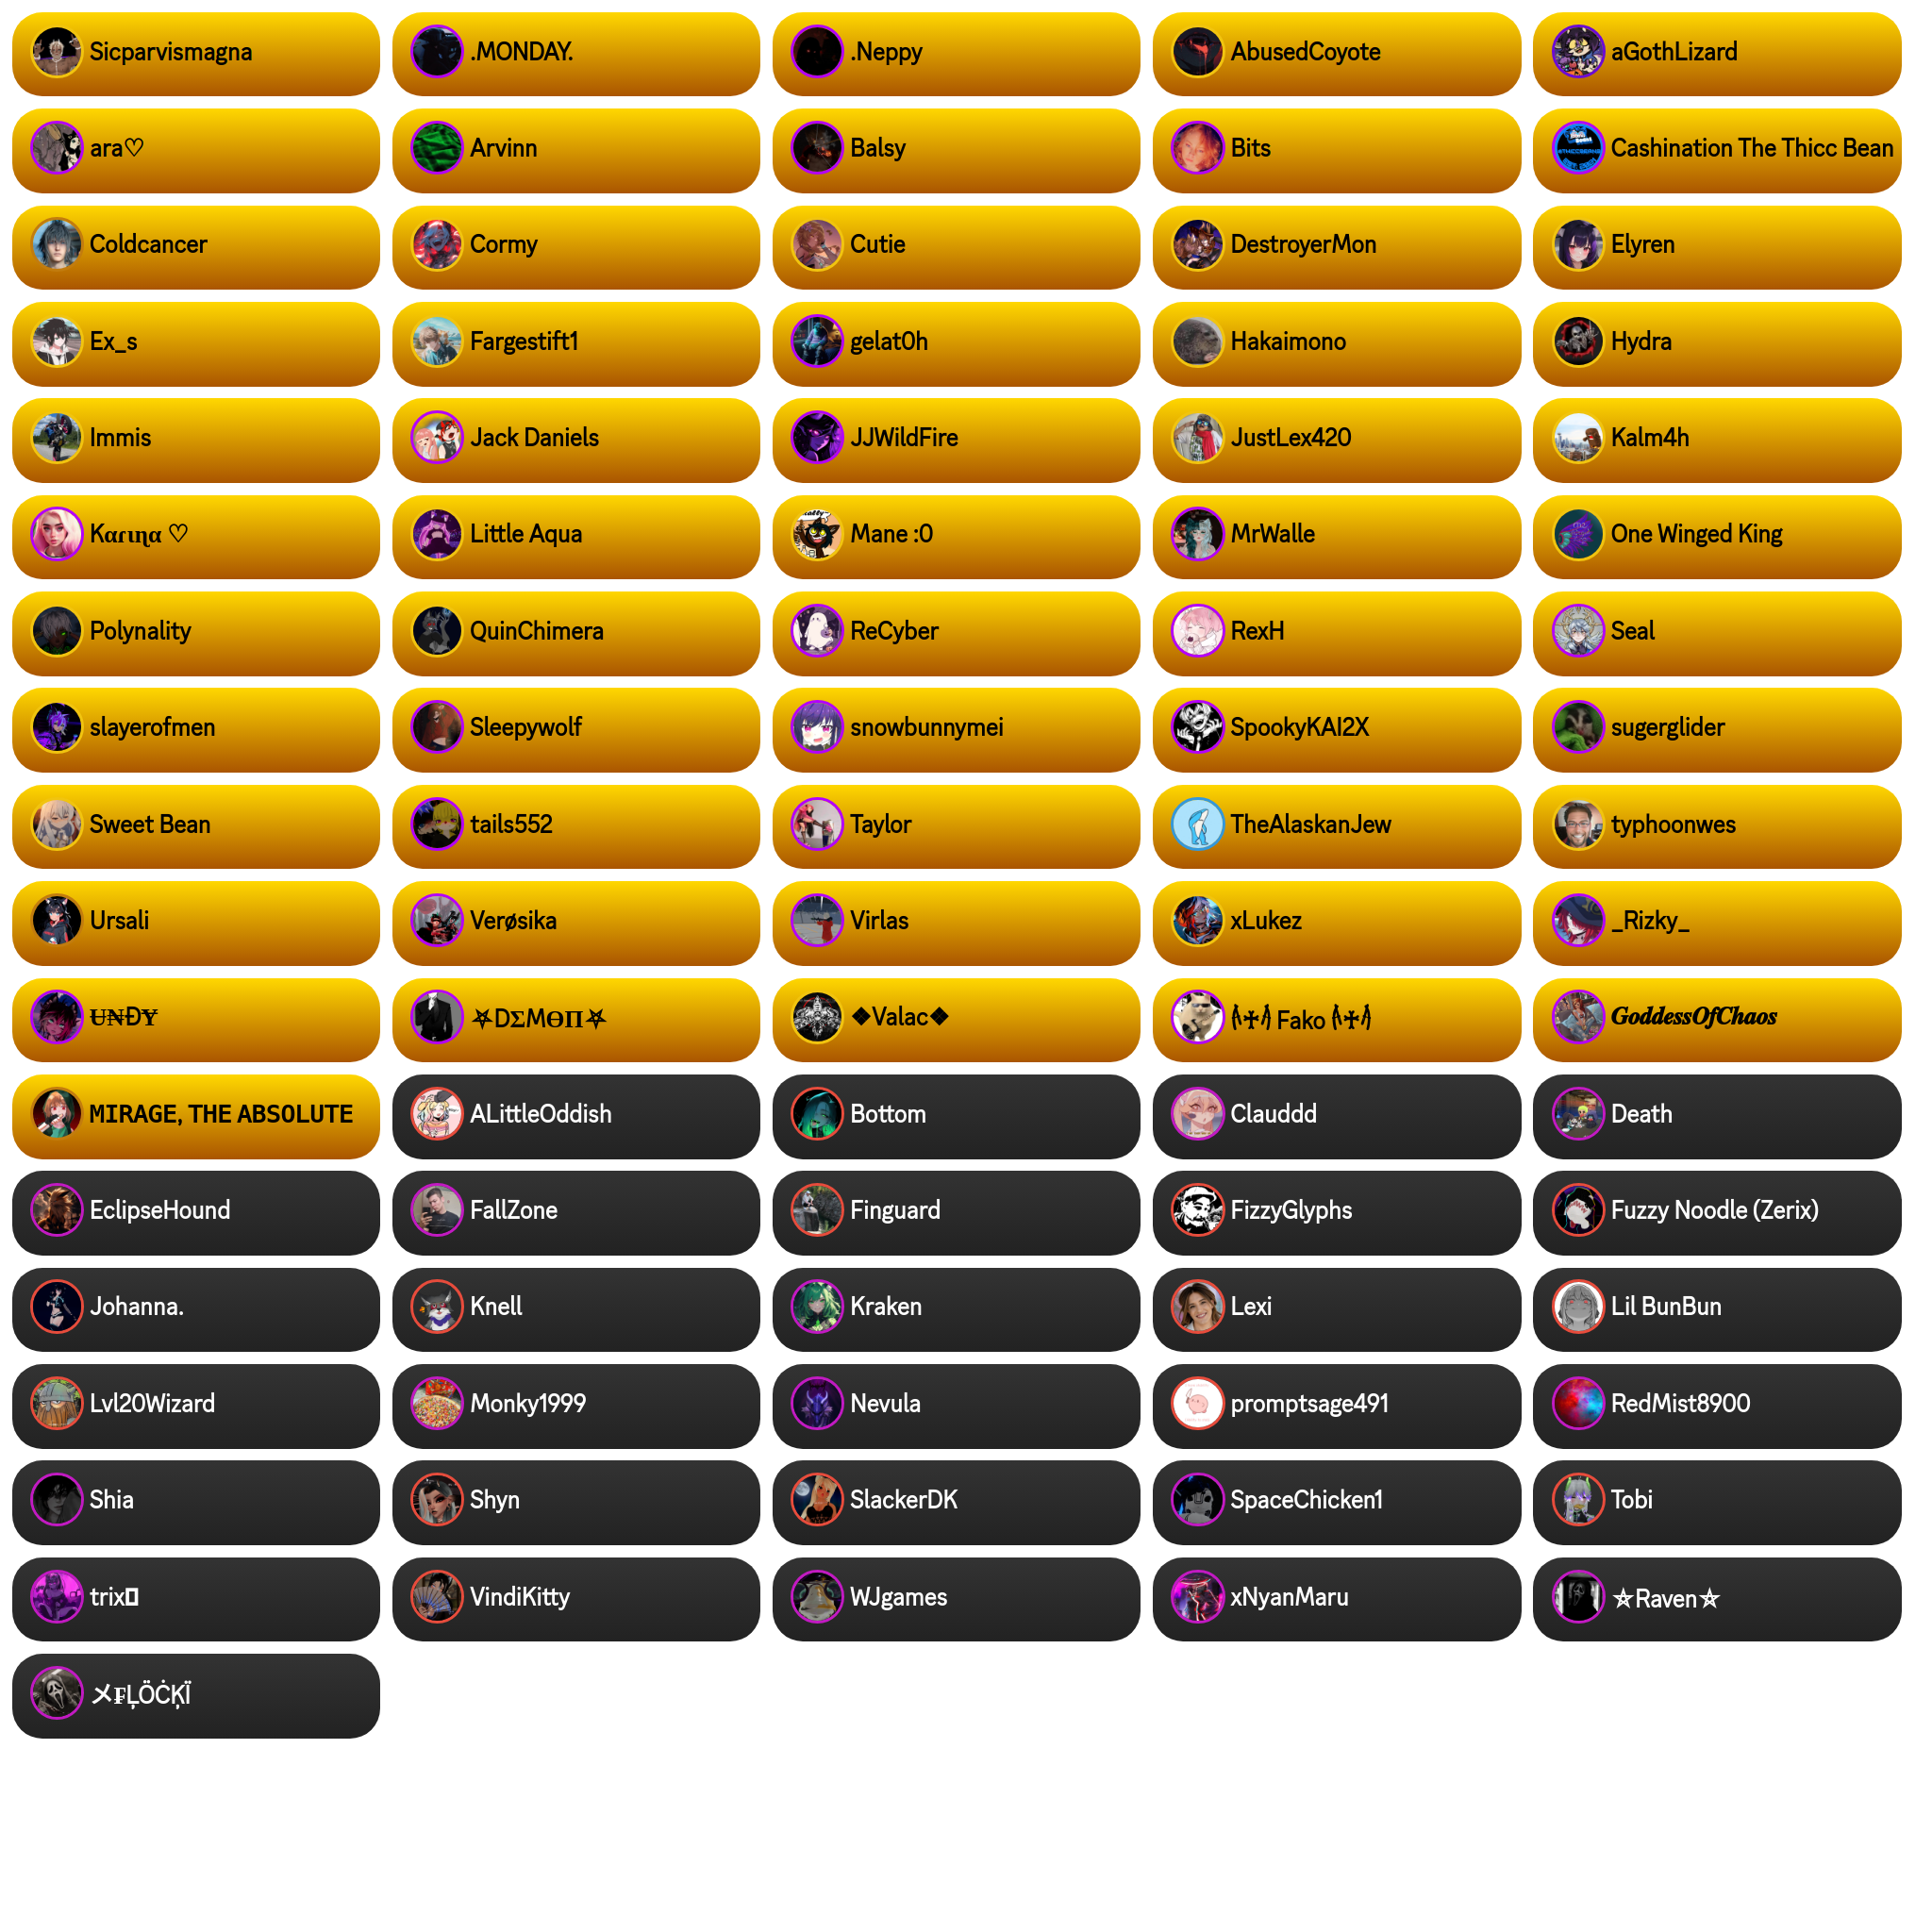 Sicparvismagna
.MONDAY.
.Neppy
AbusedCoyote
aGothLizard
ara♡
Arvinn
Balsy
Bits
Cashination The Thicc Bean
Coldcancer
Cormy
Cutie
DestroyerMon
Elyren
Ex_s
Fargestift1
gelat0h
Hakaimono
Hydra
Immis
Jack Daniels
JJWildFire
JustLex420
Kalm4h
Kαɾιɳα ♡
Little Aqua
Mane :0
MrWalle
One Winged King
Polynality
QuinChimera
ReCyber
RexH
Seal
slayerofmen
Sleepywolf
snowbunnymei
SpookyKAI2X
sugerglider
Sweet Bean
tails552
Taylor
TheAlaskanJew
typhoonwes
Ursali
Verøsika
Virlas
xLukez
_Rizky_
Ʉ₦ĐɎ
⛧DΣMӨП⛧
❖Valac❖
Fako
𝑮𝒐𝒅𝒅𝒆𝒔𝒔𝑶𝒇𝑪𝒉𝒂𝒐𝒔
MIRAGE, THE ABSOLUTE
ALittleOddish
Bottom
Clauddd
Death
EclipseHound
FallZone
Finguard
FizzyGlyphs
Fuzzy Noodle (Zerix)
Johanna.
Knell
Kraken
Lexi
Lil BunBun
Lvl20Wizard
Monky1999
Nevula
promptsage491
RedMist8900
Shia
Shyn
SlackerDK
SpaceChicken1
Tobi
trix
VindiKitty
WJgames
xNyanMaru
⛤Raven⛤
メ₣ĻÖĊĶÏ